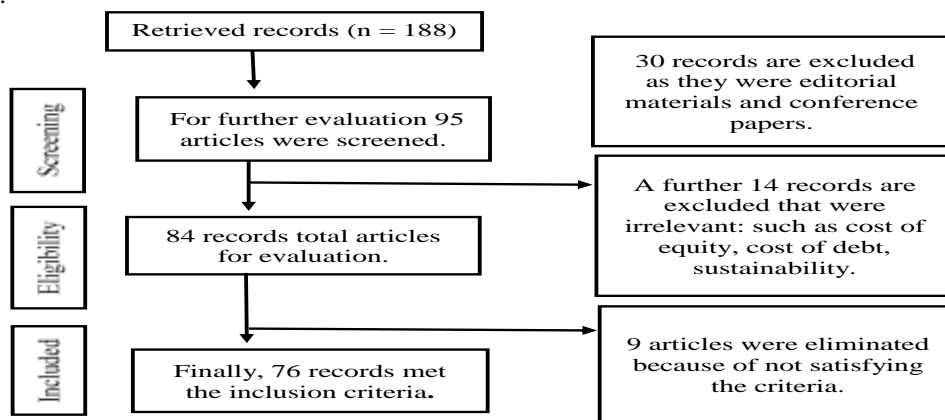 Retrieved records (n = 188)
30 records are excluded
as they were editorial
materials and conference
papers.
Screening
For further evaluation 95
articles were screened.
A further 14 records are
excluded that were
irrelevant: such as cost of
equity, cost of debt,
sustainability.
Eligibility
84 records total articles
for evaluation.
Included
Finally, 76 records met
the inclusion criteria.
9 articles were eliminated
because of not satisfying
the criteria.